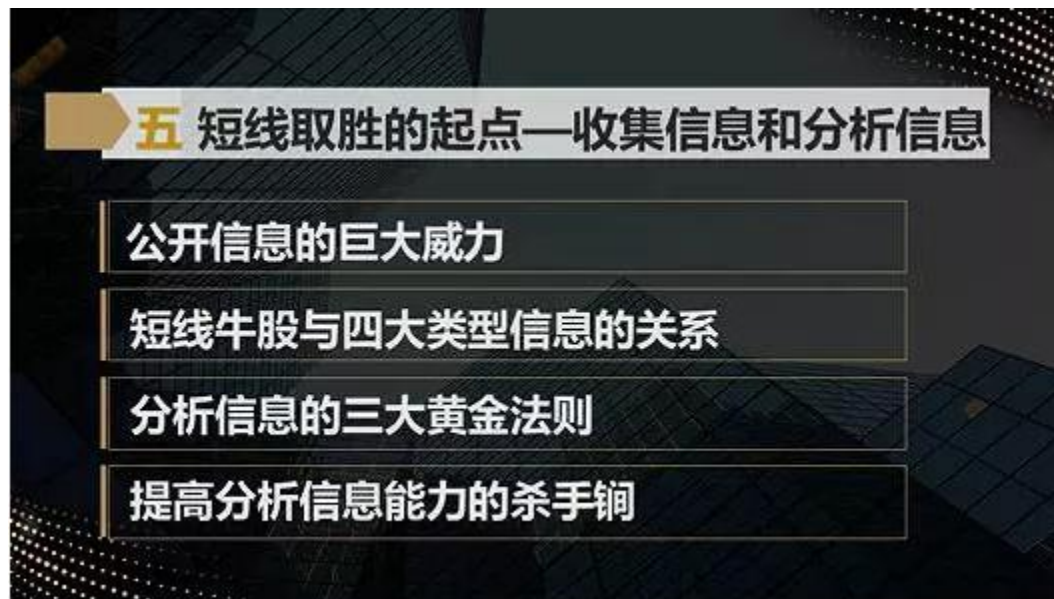 五 短线取胜的起点—收集信息和分析信息
公开信息的巨大威力
短线牛股与四大类型信息的关系
分析信息的三大黄金法则
提高分析信息能力的杀手锏